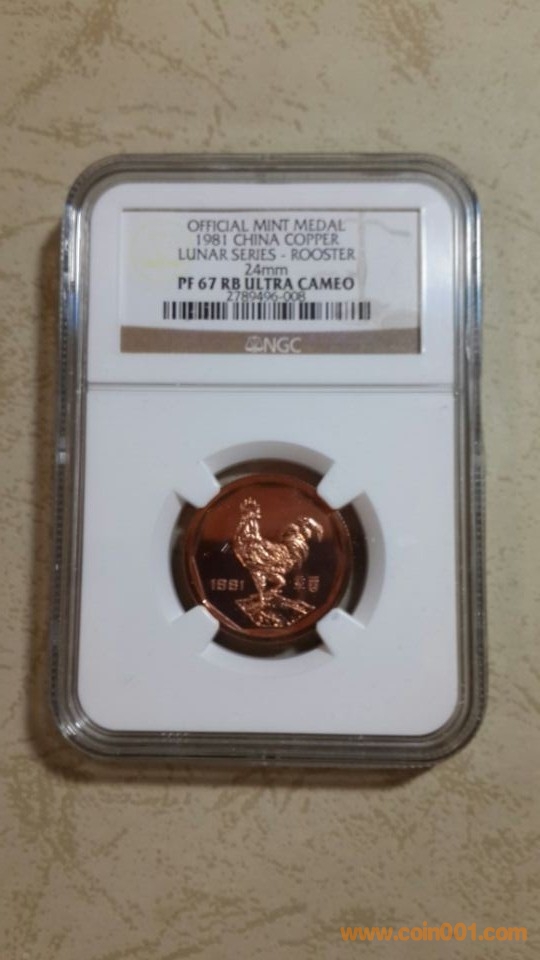 OFFICIAL MINT MEDAL
1981 CHINA COPPER
LUNAR SERIES - ROOSTER
24mm
PF 67 RB ULTRA CAMEO
2789496-008
NGC
1981
www.coin001.com